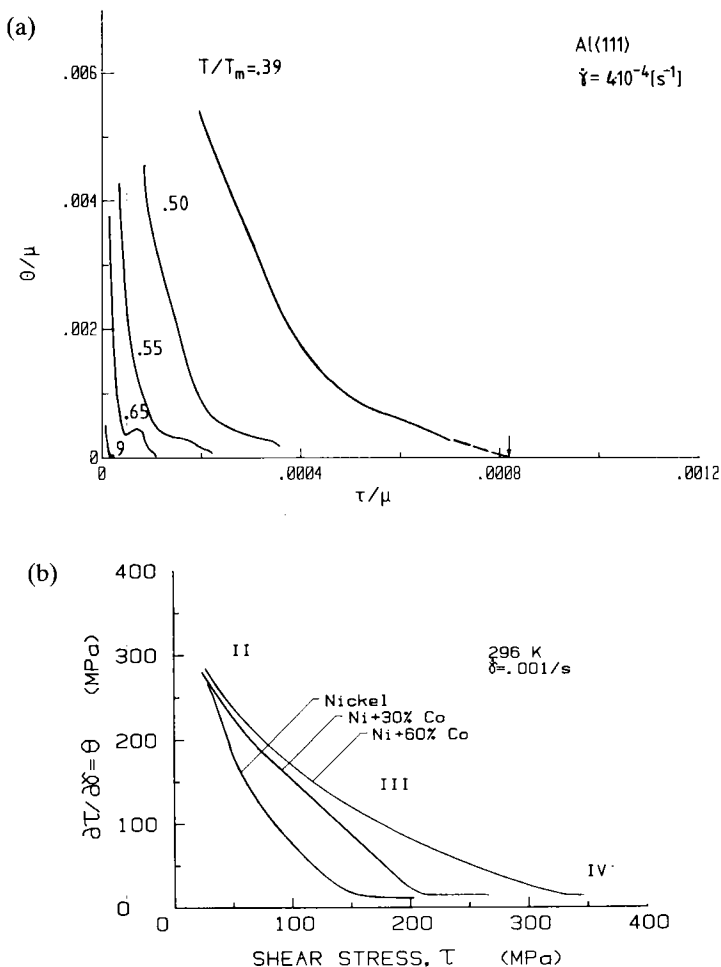 (a)
.006
.004
.002
0
θ/μ
T/Tm=.39
.50
.55
.65
.9
Al⟨111⟩
γ̇ = 4·10⁻⁴[s⁻¹]
0
.0004
.0008
.0012
τ/μ
(b)
400
300
200
100
0
∂τ/∂γ=θ (MPa)
II
296 K
γ̇=.001/s
Nickel
Ni+30% Co
Ni+60% Co
III
IV
0
100
200
300
400
SHEAR STRESS, τ (MPa)